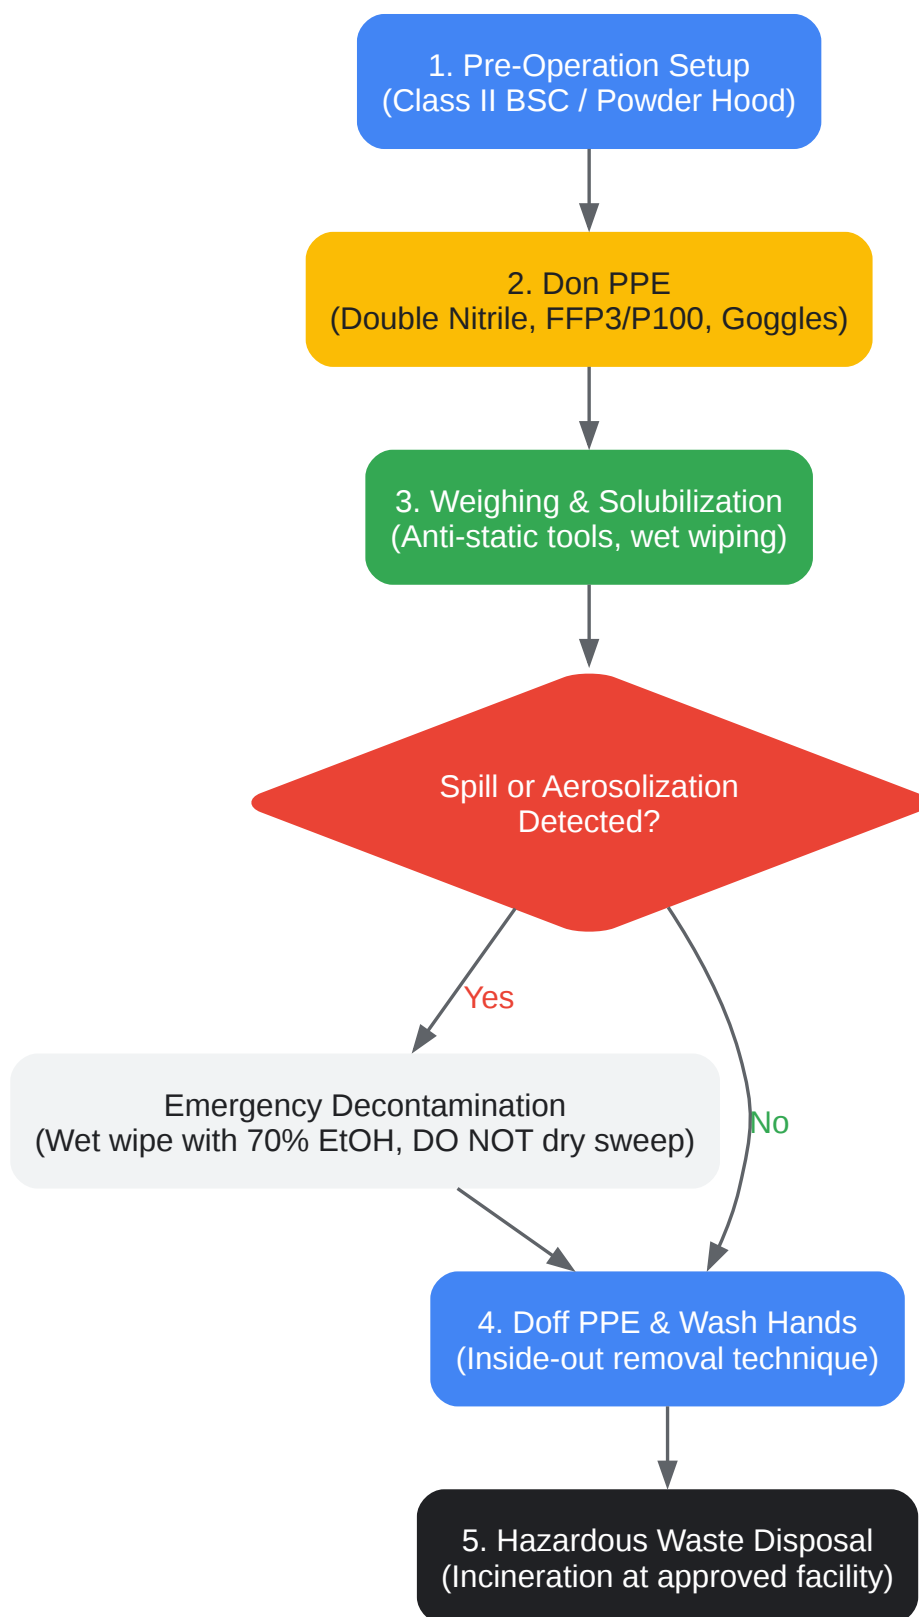 1. Pre-Operation Setup
(Class II BSC / Powder Hood)
2. Don PPE
(Double Nitrile, FFP3/P100, Goggles)
3. Weighing & Solubilization
(Anti-static tools, wet wiping)
Spill or Aerosolization
Detected?
Yes
Emergency Decontamination
(Wet wipe with 70% EtOH, DO NOT dry sweep)
No
4. Doff PPE & Wash Hands
(Inside-out removal technique)
5. Hazardous Waste Disposal
(Incineration at approved facility)